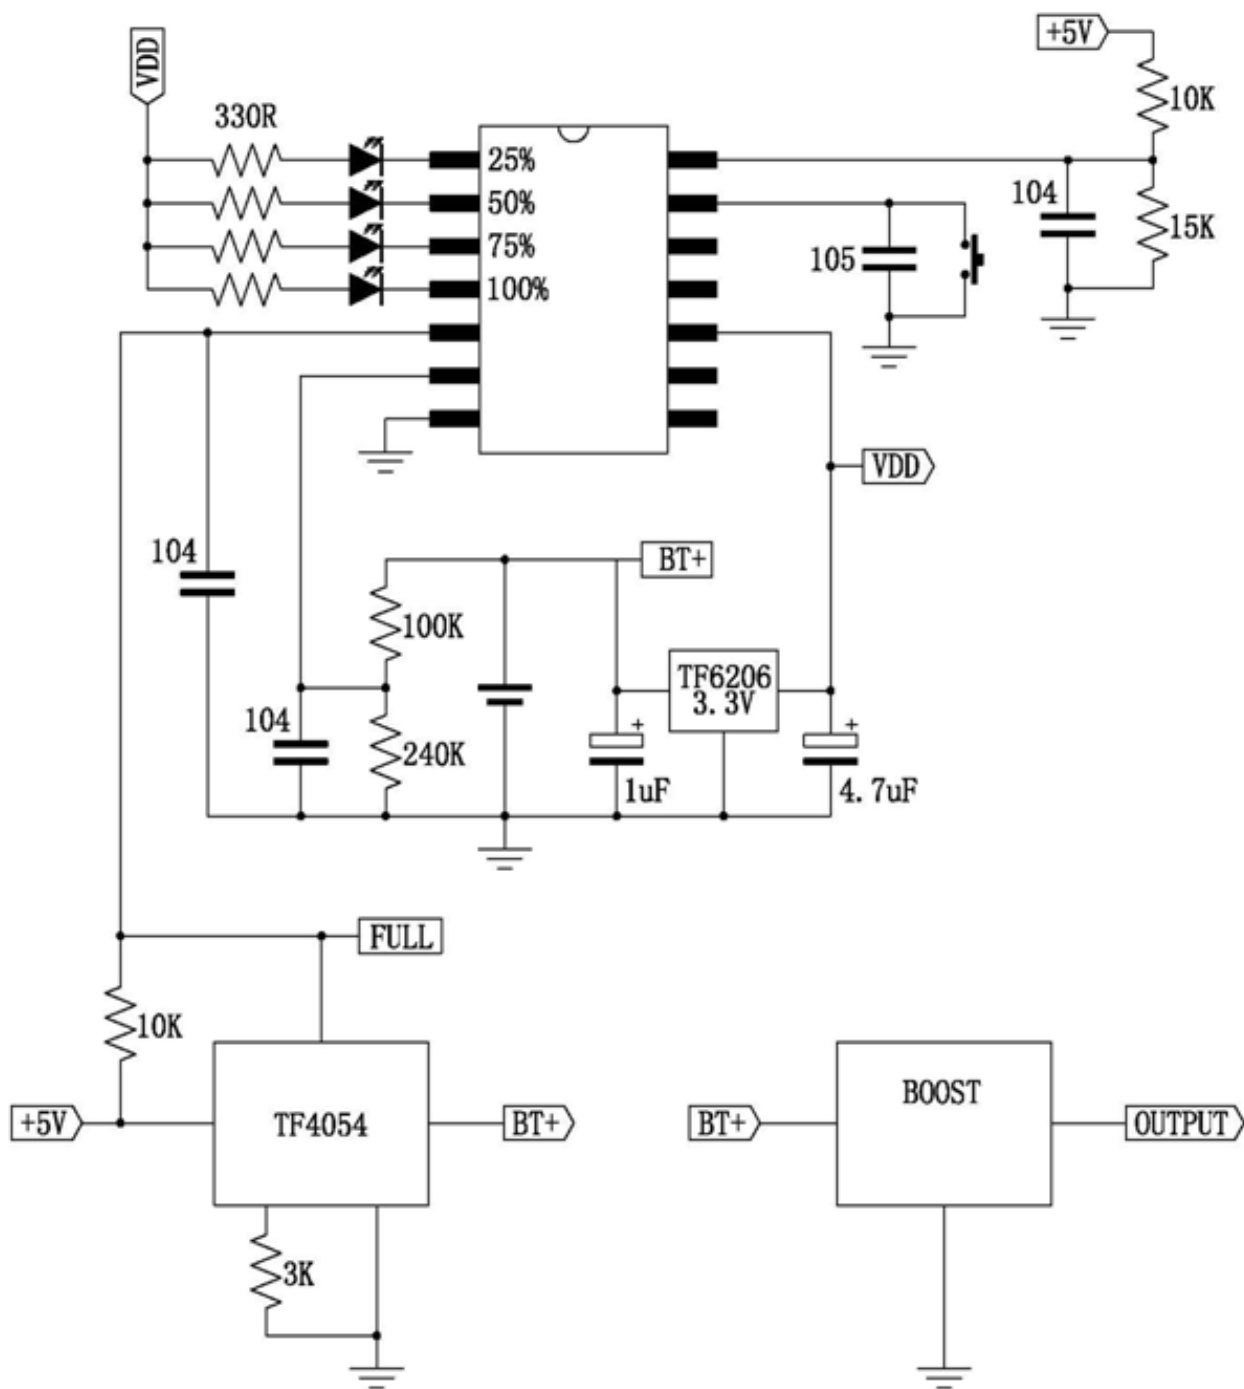 +5V
VDD
10K
330R
25%
50%
104
75%
15K
105
100%
VDD
104
BT+
100K
TF6206
3.3V
104
+
+
240K
1uF
4.7uF
FULL
10K
BOOST
+5V
TF4054
BT+
BT+
OUTPUT
3K